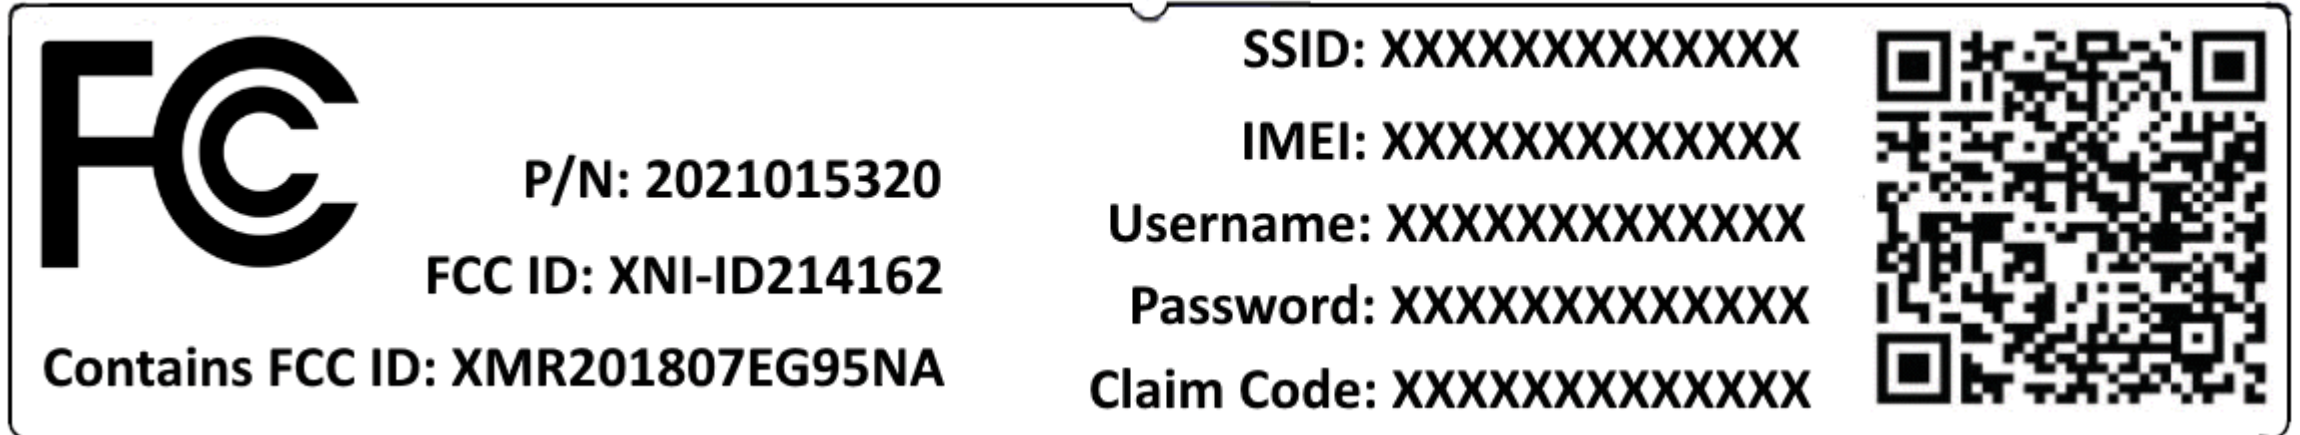 FCC
P/N: 2021015320
FCC ID: XNI-ID214162
Contains FCC ID: XMR201807EG95NA
SSID: XXXXXXXXXXXXX
IMEI: XXXXXXXXXXXXX
Username: XXXXXXXXXXXXX
Password: XXXXXXXXXXXXX
Claim Code: XXXXXXXXXXXXX